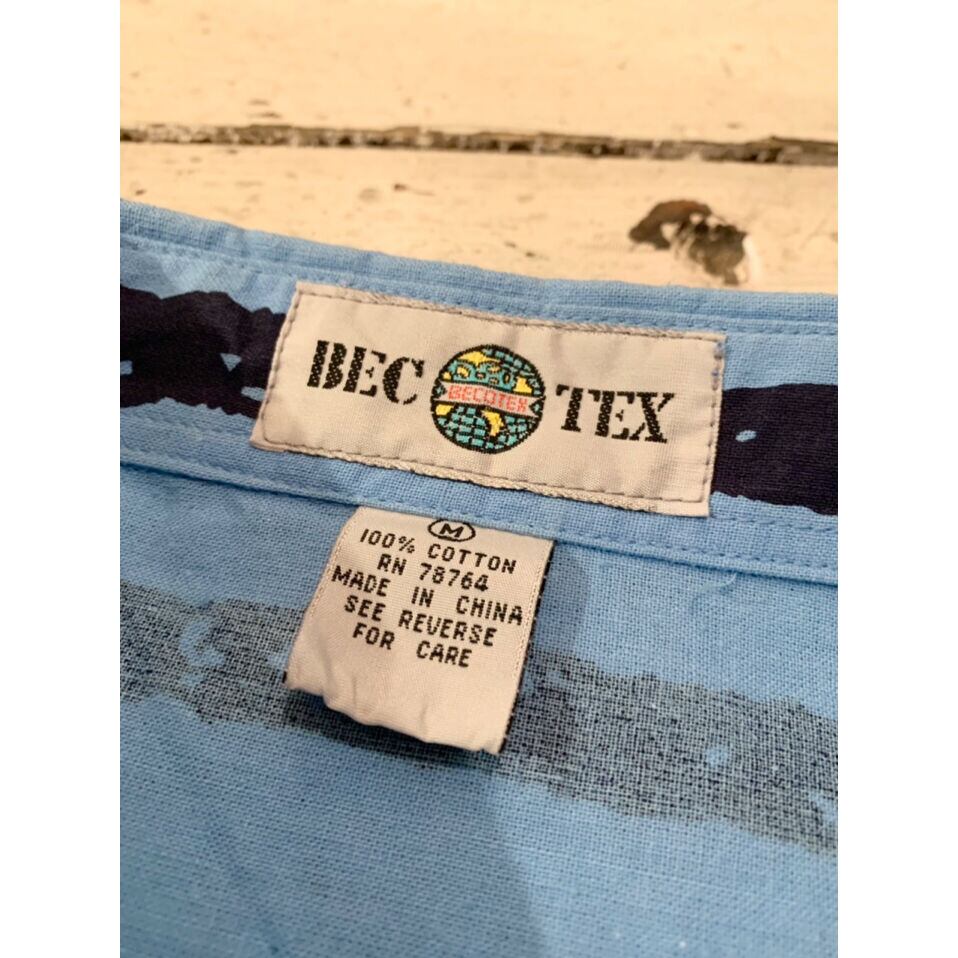 BEC TEX
BECOTEX
M
100% COTTON
RN 78764
MADE IN CHINA
SEE REVERSE
FOR CARE